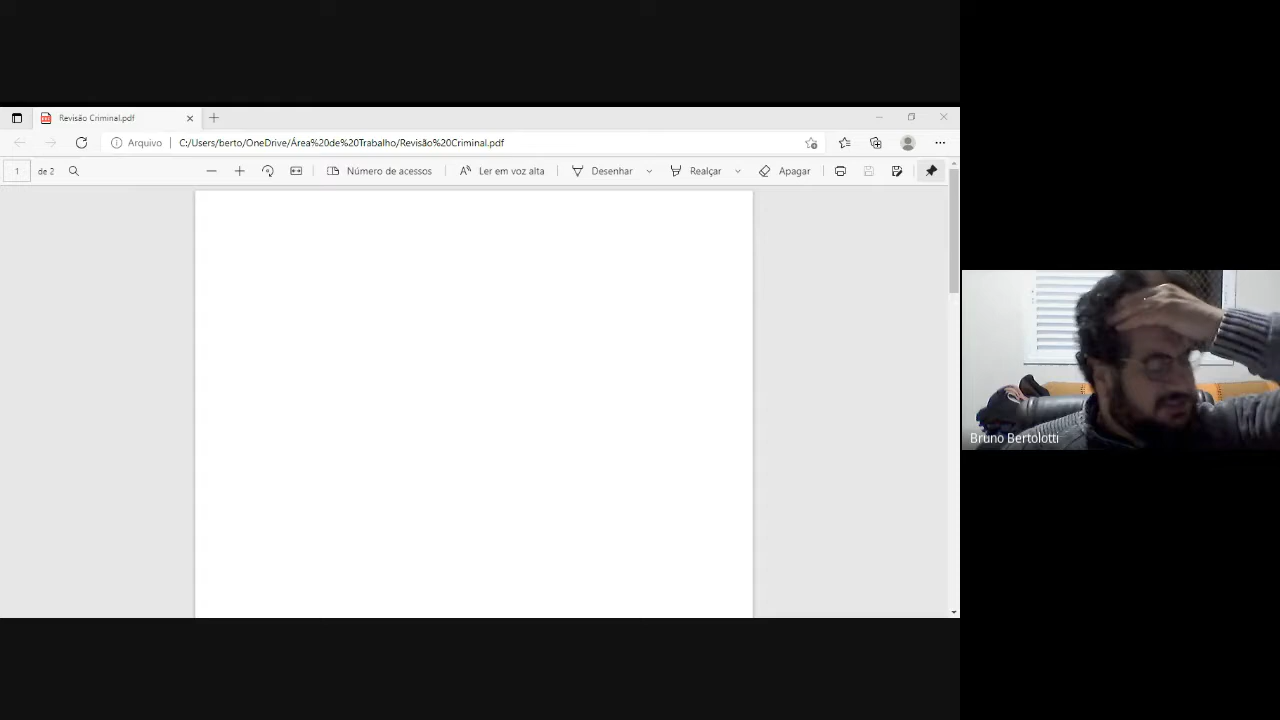 Revisão Criminal.pdf
Arquivo
C:/Users/berto/OneDrive/Área%20de%20Trabalho/Revisão%20Criminal.pdf
1
de 2
Número de acessos
Ler em voz alta
Desenhar
Realçar
Apagar
Bruno Bertolotti